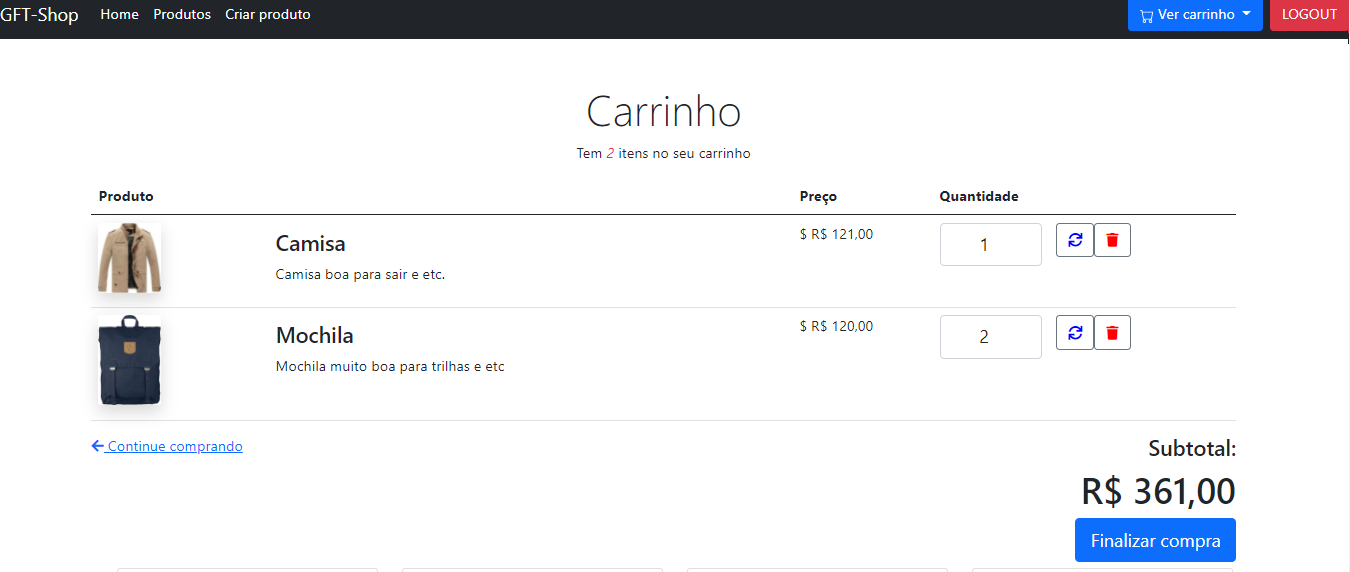 GFT-Shop Home Produtos Criar produto Ver carrinho LOGOUT
Carrinho
Tem 2 itens no seu carrinho
Produto Preço Quantidade
Camisa $ R$ 121,00 1
Camisa boa para sair e etc.
Mochila $ R$ 120,00 2
Mochila muito boa para trilhas e etc
Continue comprando Subtotal:
R$ 361,00
Finalizar compra